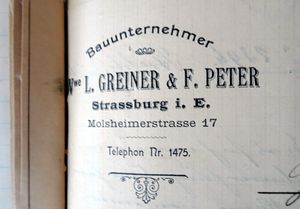 Bauunternehmer
Wwe L. GREINER & F. PETER
Strassburg i. E.
Molsheimerstrasse 17
Telephon Nr. 1475.